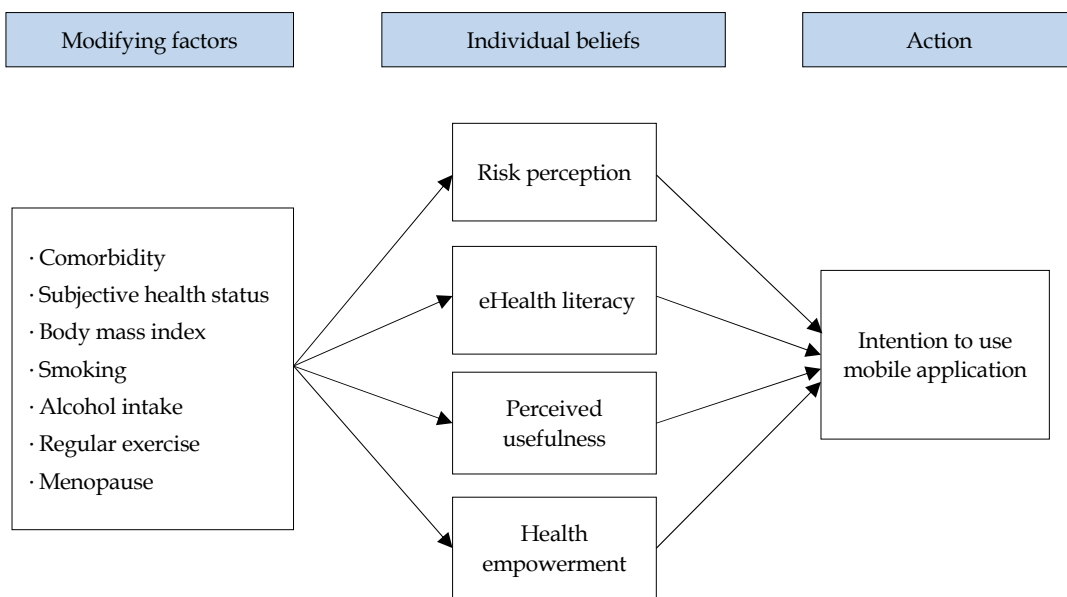 Modifying factors
Individual beliefs
Action
· Comorbidity
· Subjective health status
· Body mass index
· Smoking
· Alcohol intake
· Regular exercise
· Menopause
Risk perception
eHealth literacy
Perceived
usefulness
Health
empowerment
Intention to use
mobile application